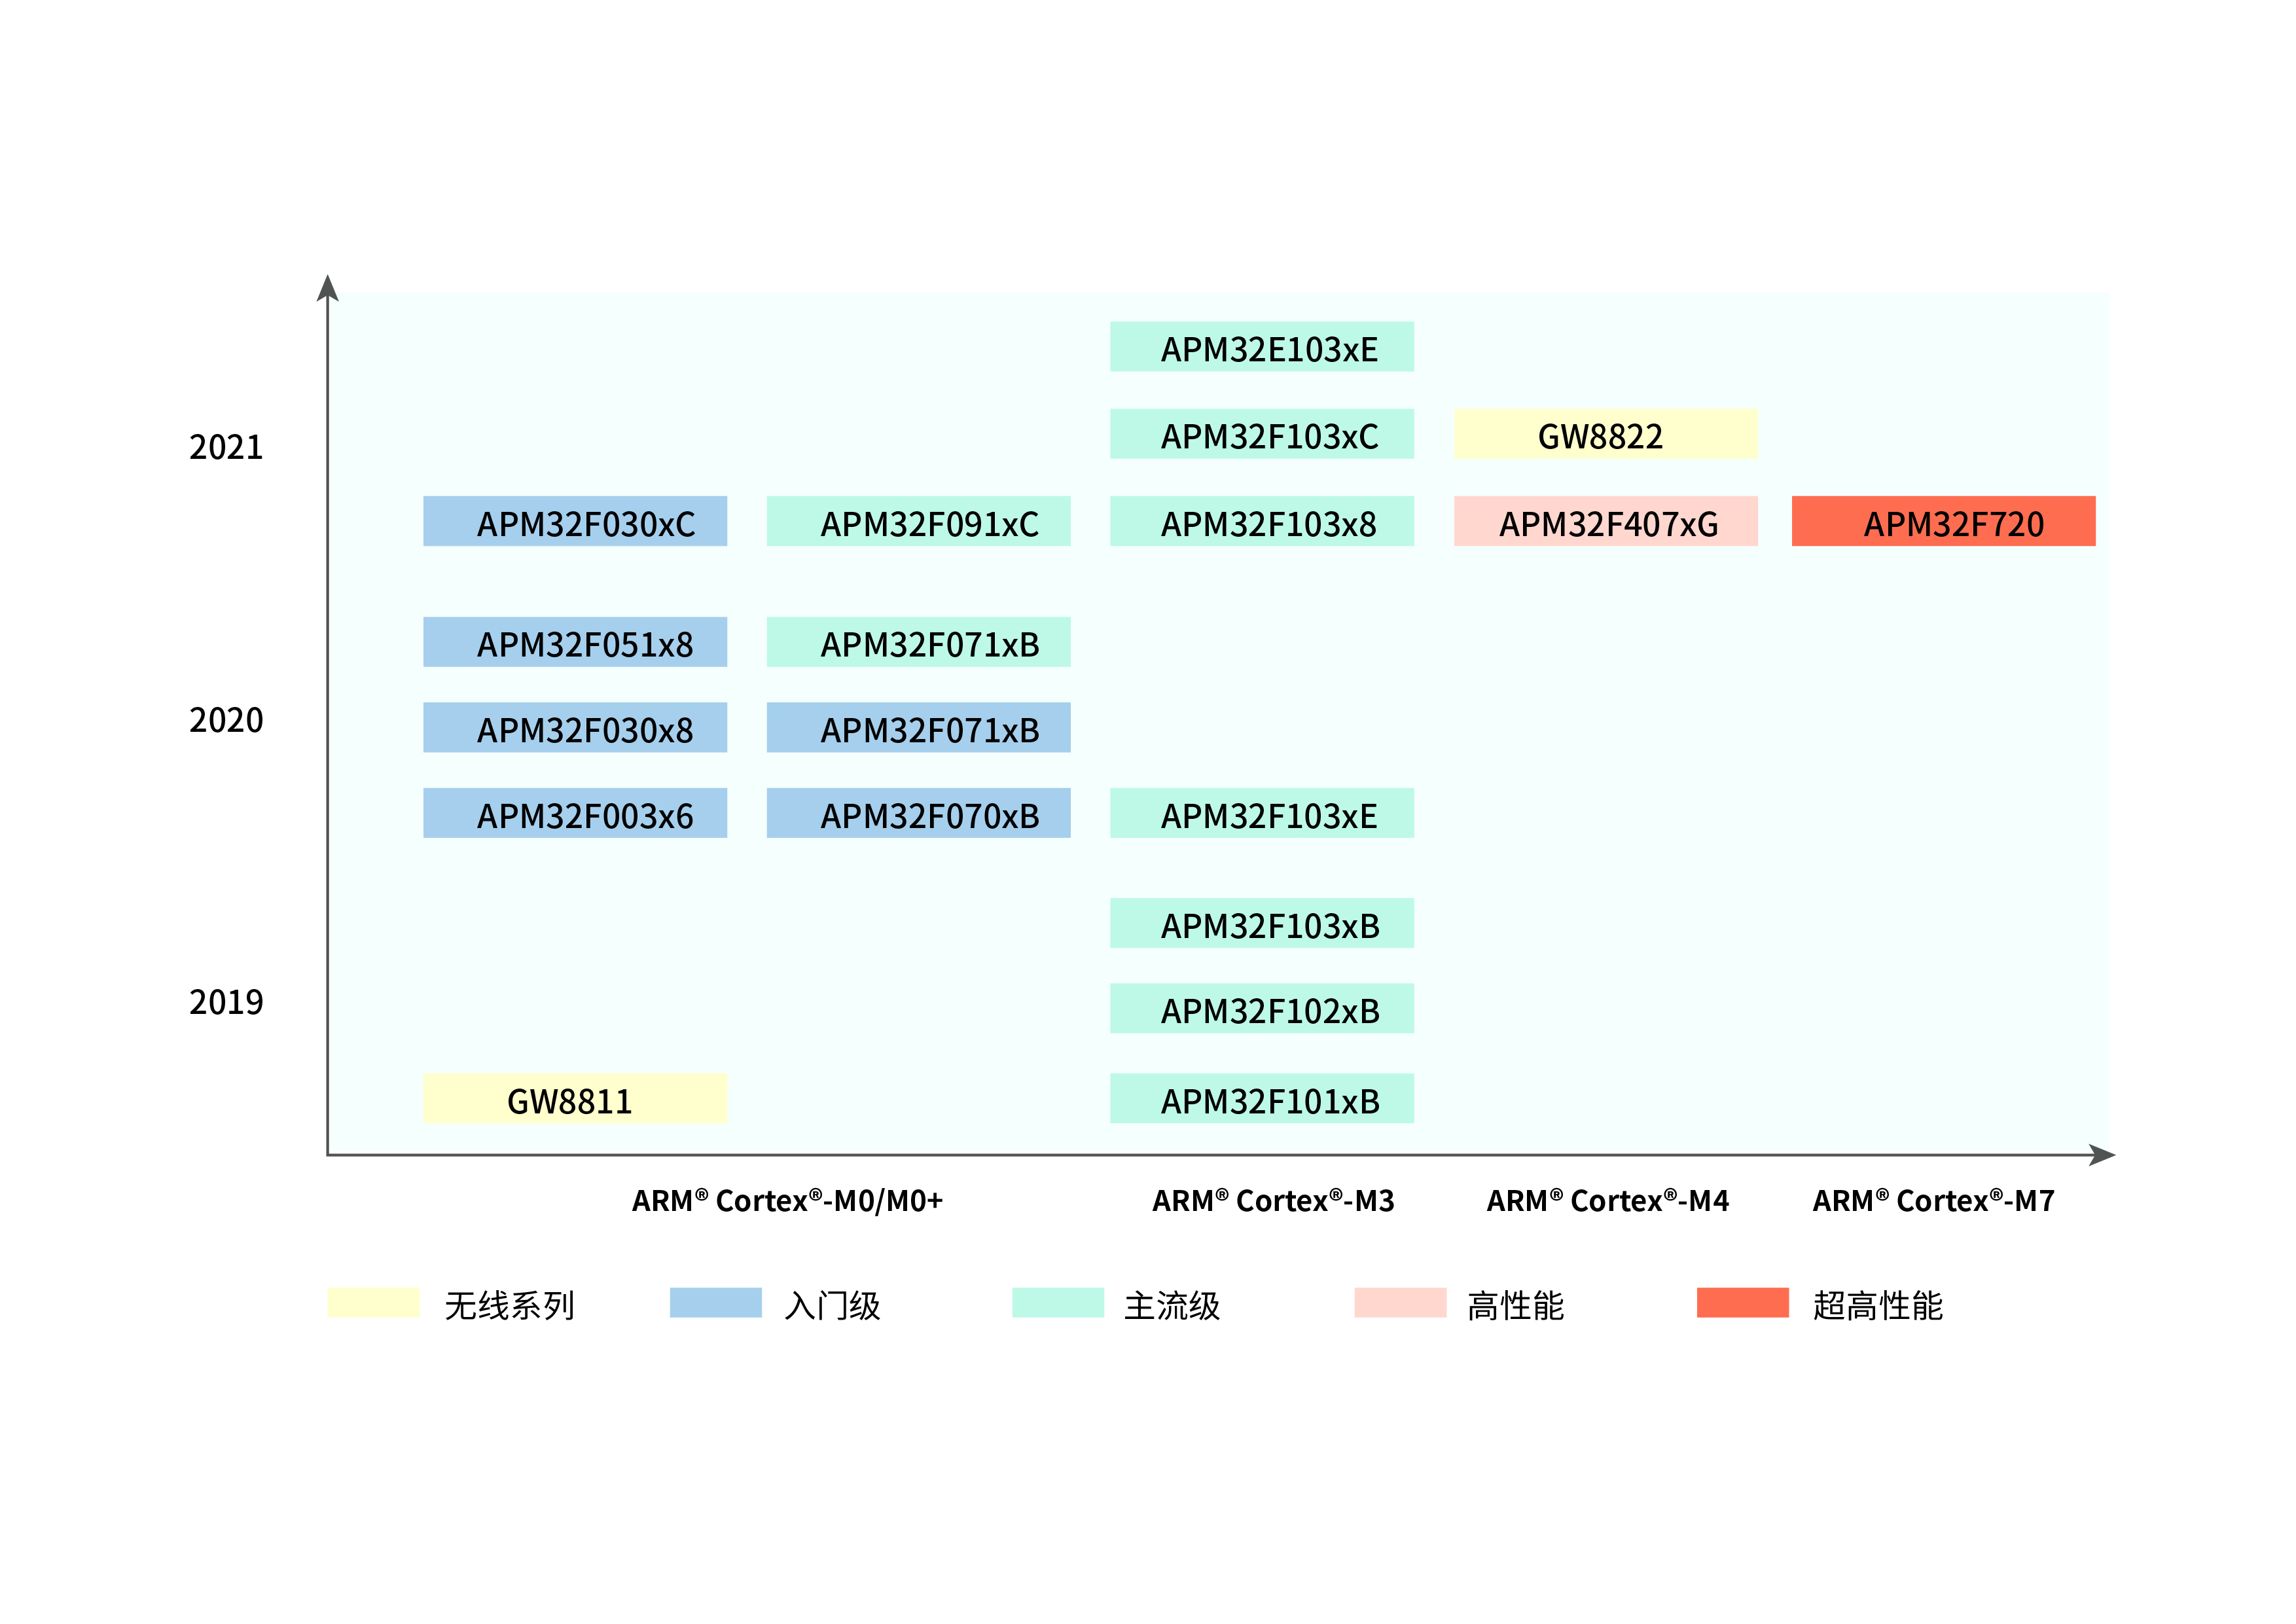 APM32E103xE
2021
APM32F103xC
GW8822
APM32F030xC
APM32F091xC
APM32F103x8
APM32F407xG
APM32F720
APM32F051x8
APM32F071xB
2020
APM32F030x8
APM32F071xB
APM32F003x6
APM32F070xB
APM32F103xE
APM32F103xB
2019
APM32F102xB
GW8811
APM32F101xB
ARM® Cortex®-M0/M0+
ARM® Cortex®-M3
ARM® Cortex®-M4
ARM® Cortex®-M7
无线系列
入门级
主流级
高性能
超高性能